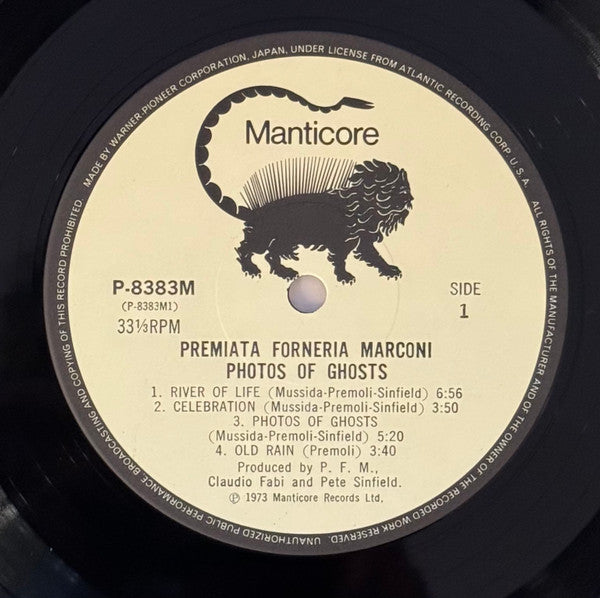 MADE BY WARNER-PIONEER CORPORATION, JAPAN, UNDER LICENSE FROM ATLANTIC RECORDING CORP. U. S. A. ALL RIGHTS OF THE MANUFACTURER AND OF THE OWNER OF THE RECORDED WORK RESERVED. UNAUTHORIZED PUBLIC PERFORMANCE, BROADCASTING AND COPYING OF THIS RECORD PROHIBITED.
Manticore
P-8383M
(P-8383M1)
33⅓RPM
SIDE
1
PREMIATA FORNERIA MARCONI
PHOTOS OF GHOSTS
1. RIVER OF LIFE (Mussida-Premoli-Sinfield) 6:56
2. CELEBRATION (Mussida-Premoli-Sinfield) 3:50
3. PHOTOS OF GHOSTS
(Mussida-Premoli-Sinfield) 5:20
4. OLD RAIN (Premoli) 3:40
Produced by P. F. M.,
Claudio Fabi and Pete Sinfield.
Ⓟ 1973 Manticore Records Ltd.